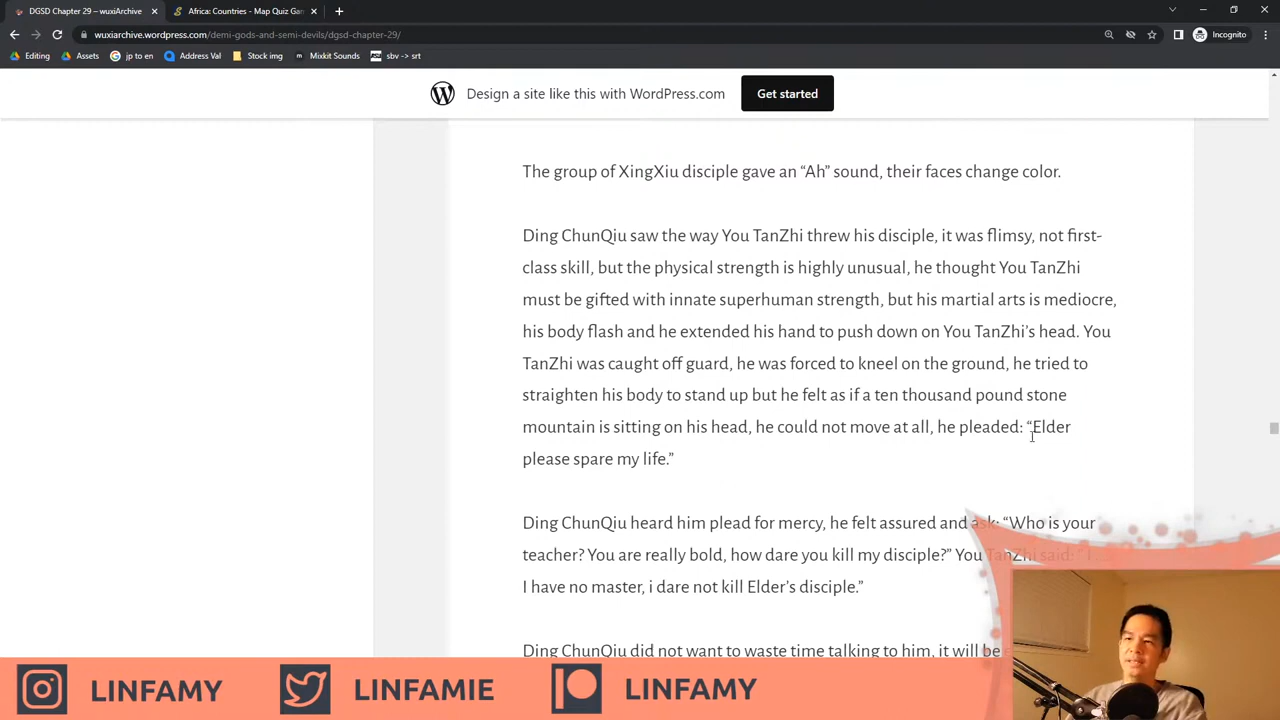 DGSD Chapter 29 – wuxiArchive
Africa: Countries - Map Quiz Gam
wuxiarchive.wordpress.com/demi-gods-and-semi-devils/dgsd-chapter-29/
Incognito
Editing
Assets
jp to en
Address Val
Stock img
Mixkit Sounds
sbv -> srt
Design a site like this with WordPress.com
Get started
The group of XingXiu disciple gave an “Ah” sound, their faces change color.
Ding ChunQiu saw the way You TanZhi threw his disciple, it was flimsy, not first-
class skill, but the physical strength is highly unusual, he thought You TanZhi
must be gifted with innate superhuman strength, but his martial arts is mediocre,
his body flash and he extended his hand to push down on You TanZhi’s head. You
TanZhi was caught off guard, he was forced to kneel on the ground, he tried to
straighten his body to stand up but he felt as if a ten thousand pound stone
mountain is sitting on his head, he could not move at all, he pleaded: “Elder
please spare my life.”
Ding ChunQiu heard him plead for mercy, he felt assured and ask: “Who is your
teacher? You are really bold, how dare you kill my disciple?” You TanZhi said:
I have no master, i dare not kill Elder’s disciple.”
Ding ChunQiu did not want to waste time talking to him, it will be
LINFAMY
LINFAMIE
LINFAMY